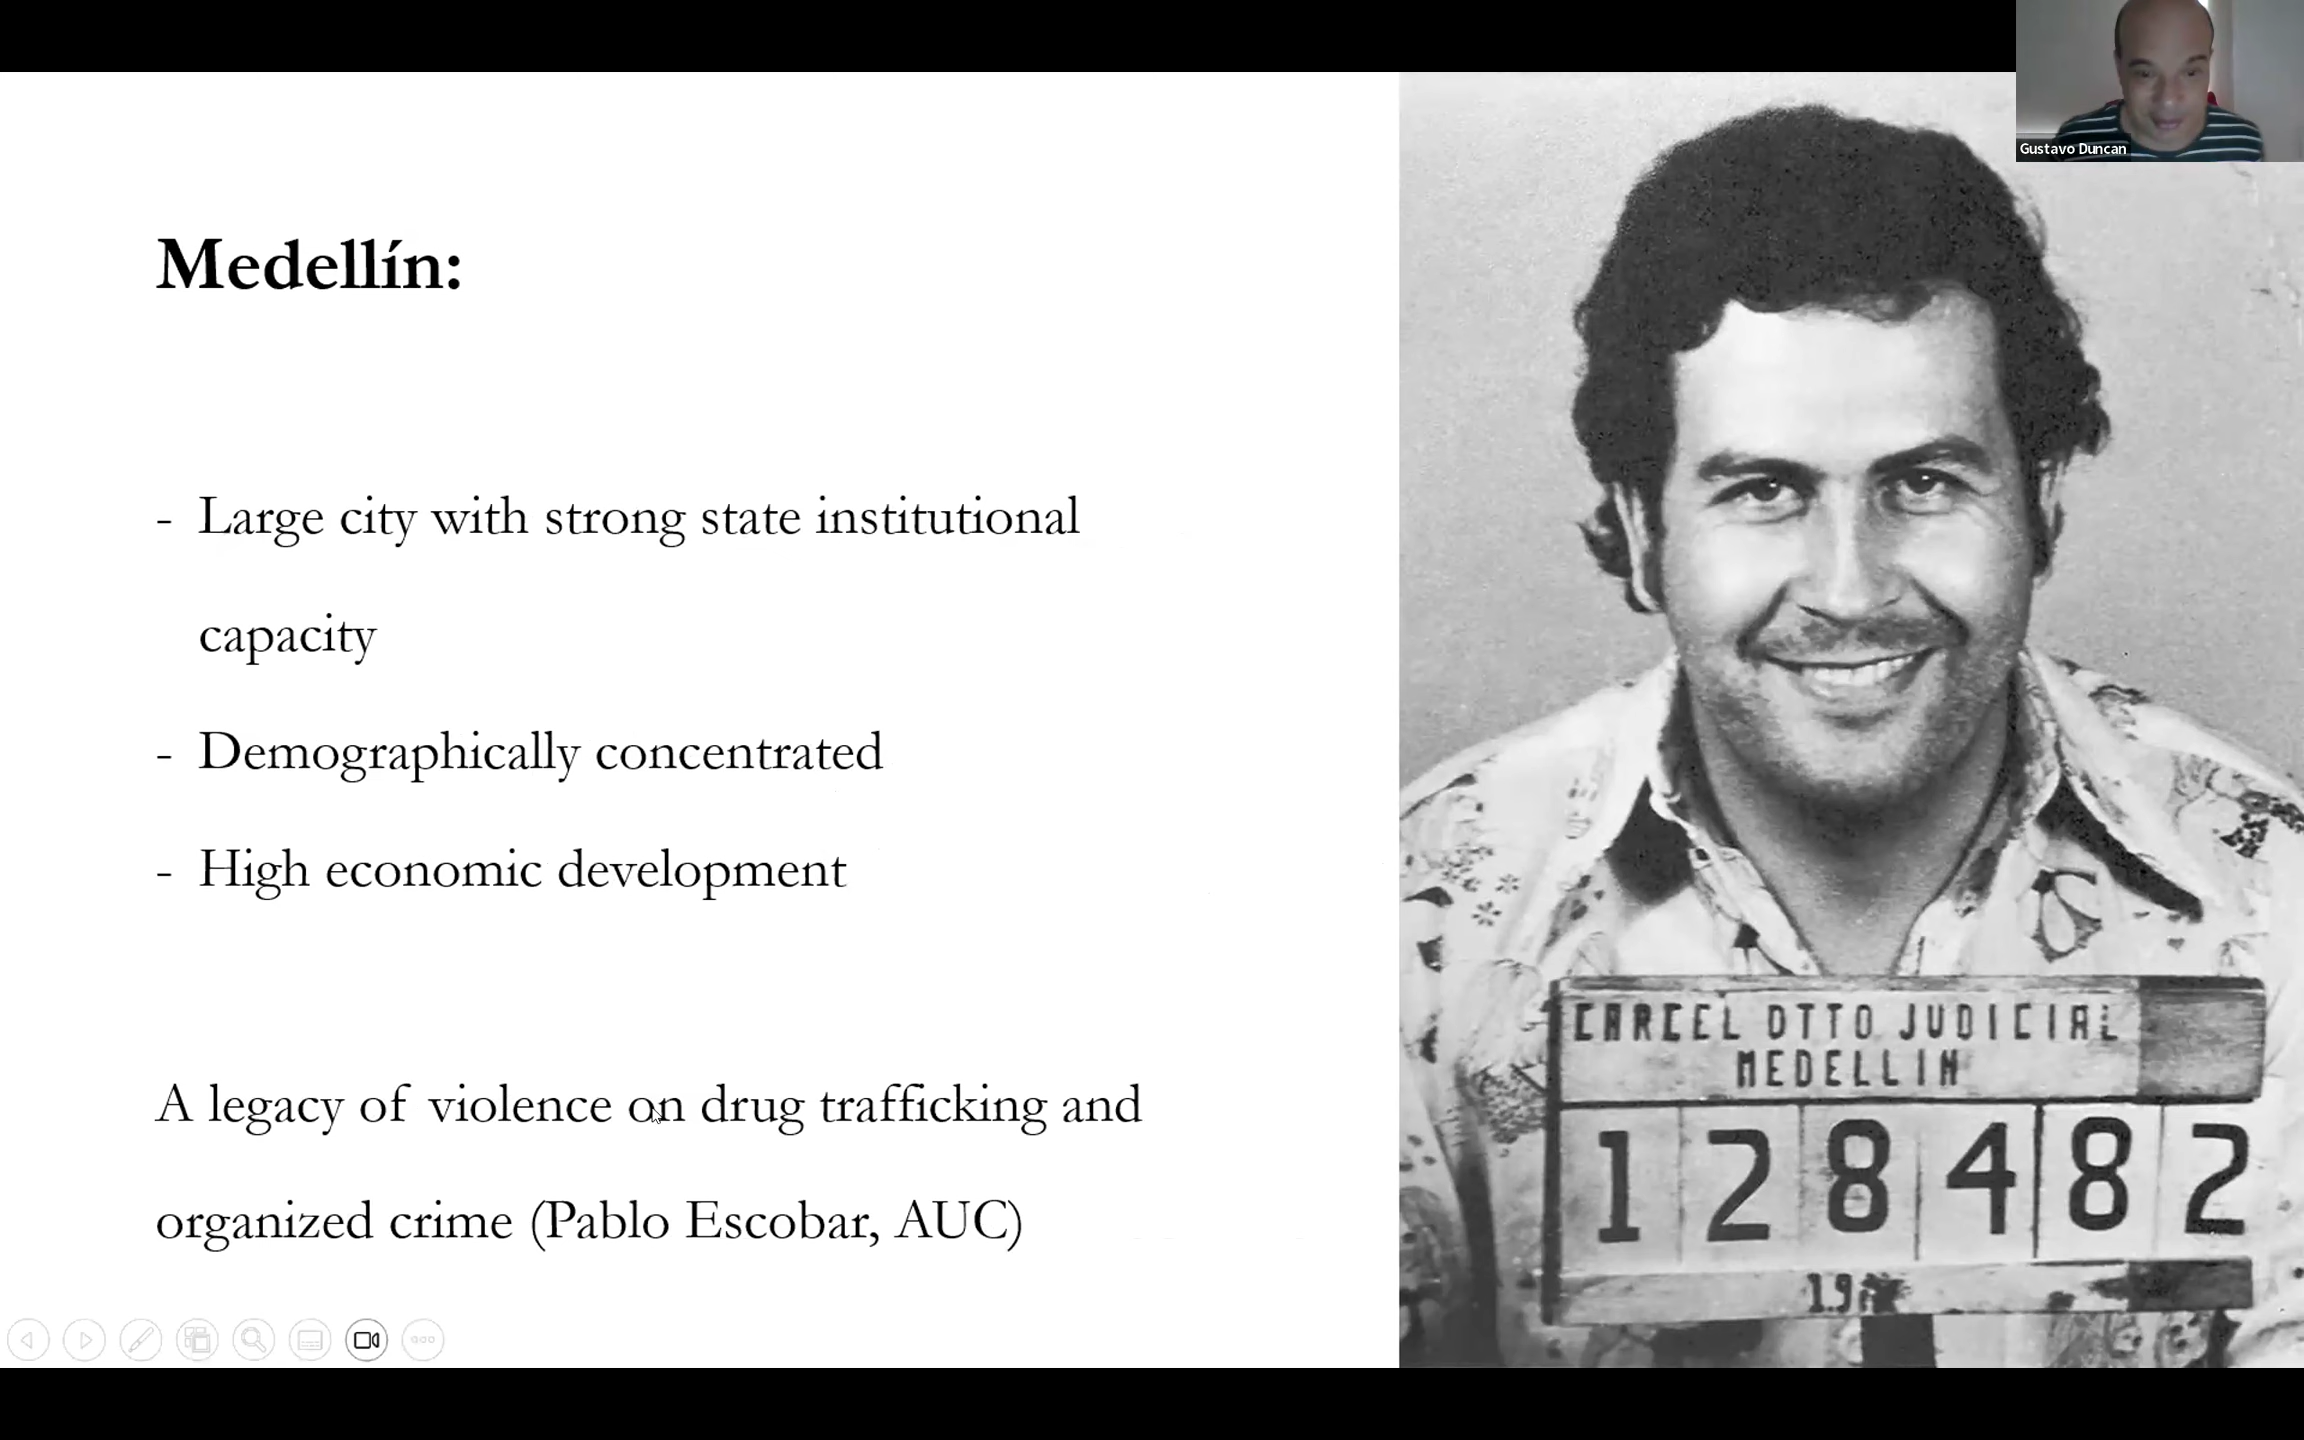 Gustavo Duncan
Medellín:
- Large city with strong state institutional
capacity
- Demographically concentrated
- High economic development
A legacy of violence on drug trafficking and
organized crime (Pablo Escobar, AUC)
CARCEL DTTO JUDICIAL
MEDELLIN
128482